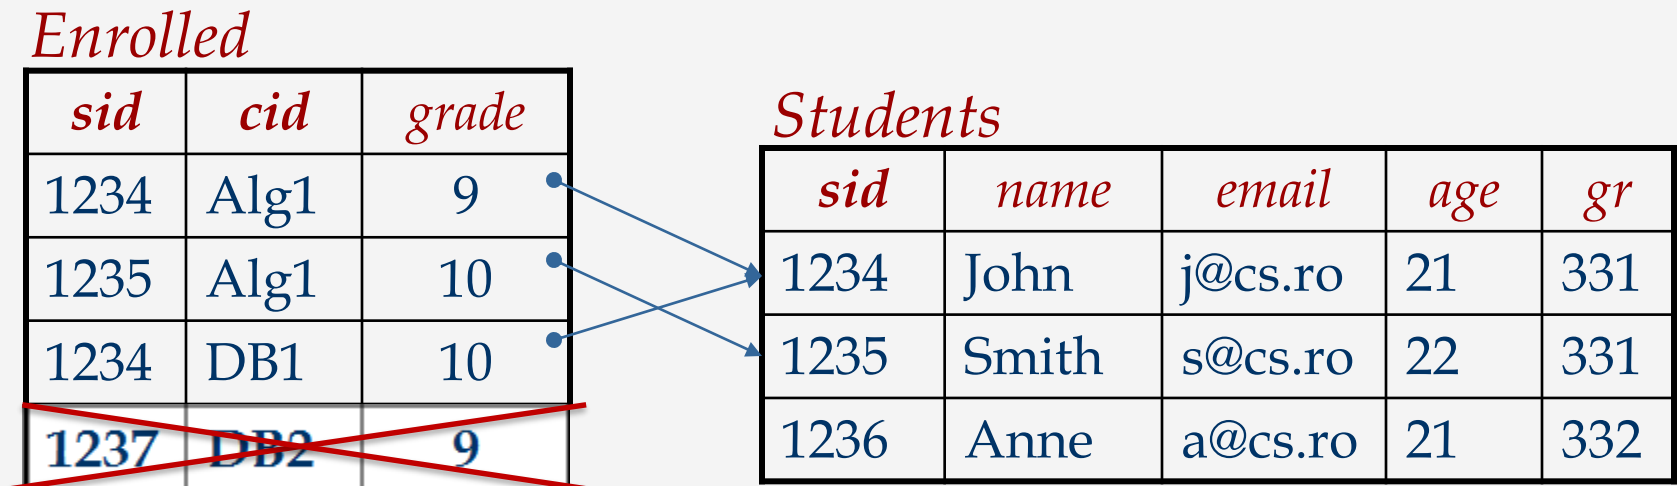 Enrolled
sid cid grade
1234 Alg1 9
1235 Alg1 10
1234 DB1 10
1237 DB2 9
Students
sid name email age gr
1234 John j@cs.ro 21 331
1235 Smith s@cs.ro 22 331
1236 Anne a@cs.ro 21 332